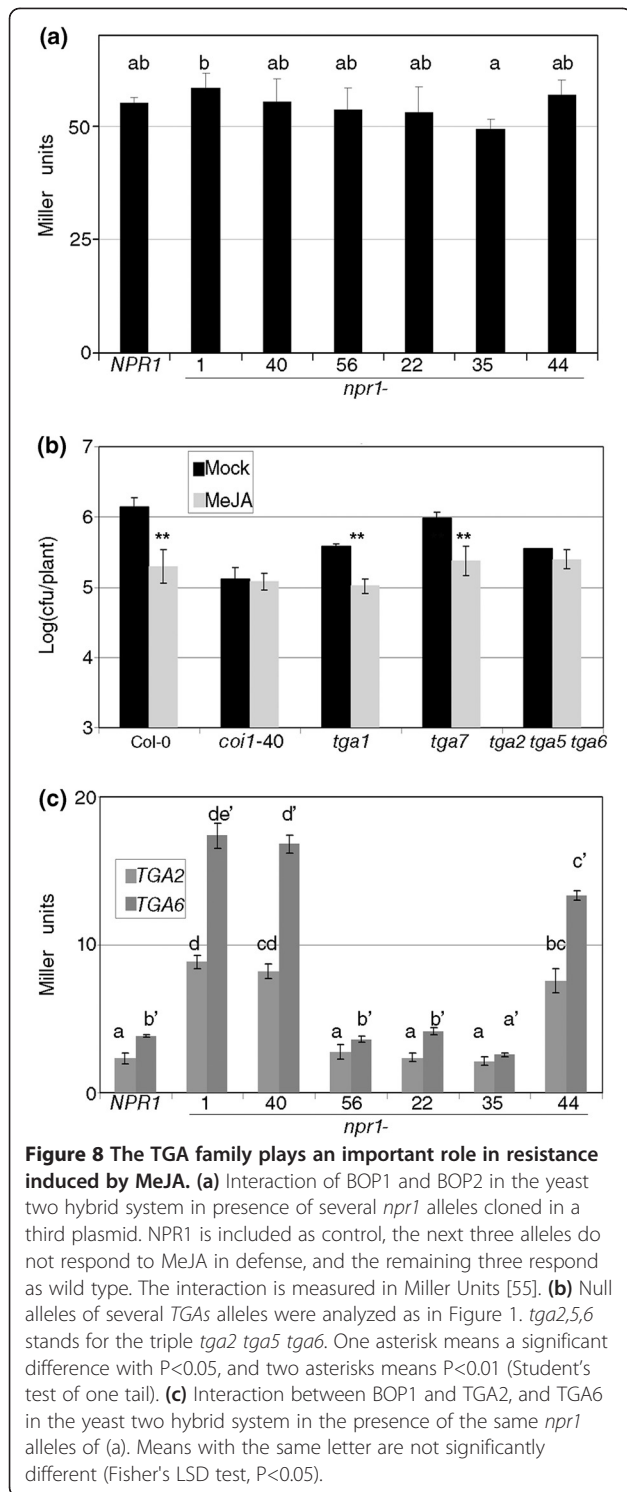 (a)
ab b ab ab ab a ab
Miller units
50
25
0
NPR1 1 40 56 22 35 44
npr1-
(b)
7
Mock
MeJA
6
Log(cfu/plant)
** ** **
5
4
3
Col-0 coi1-40 tga1 tga7 tga2 tga5 tga6
(c)
20
TGA2
TGA6
Miller units
10
0
a b' d de' cd d' a b' a b' a a' bc c'
NPR1 1 40 56 22 35 44
npr1-
Figure 8 The TGA family plays an important role in resistance
induced by MeJA. (a) Interaction of BOP1 and BOP2 in the yeast
two hybrid system in presence of several npr1 alleles cloned in a
third plasmid. NPR1 is included as control, the next three alleles do
not respond to MeJA in defense, and the remaining three respond
as wild type. The interaction is measured in Miller Units [55]. (b) Null
alleles of several TGAs alleles were analyzed as in Figure 1. tga2,5,6
stands for the triple tga2 tga5 tga6. One asterisk means a significant
difference with P<0.05, and two asterisks means P<0.01 (Student's
test of one tail). (c) Interaction between BOP1 and TGA2, and TGA6
in the yeast two hybrid system in the presence of the same npr1
alleles of (a). Means with the same letter are not significantly
different (Fisher's LSD test, P<0.05).